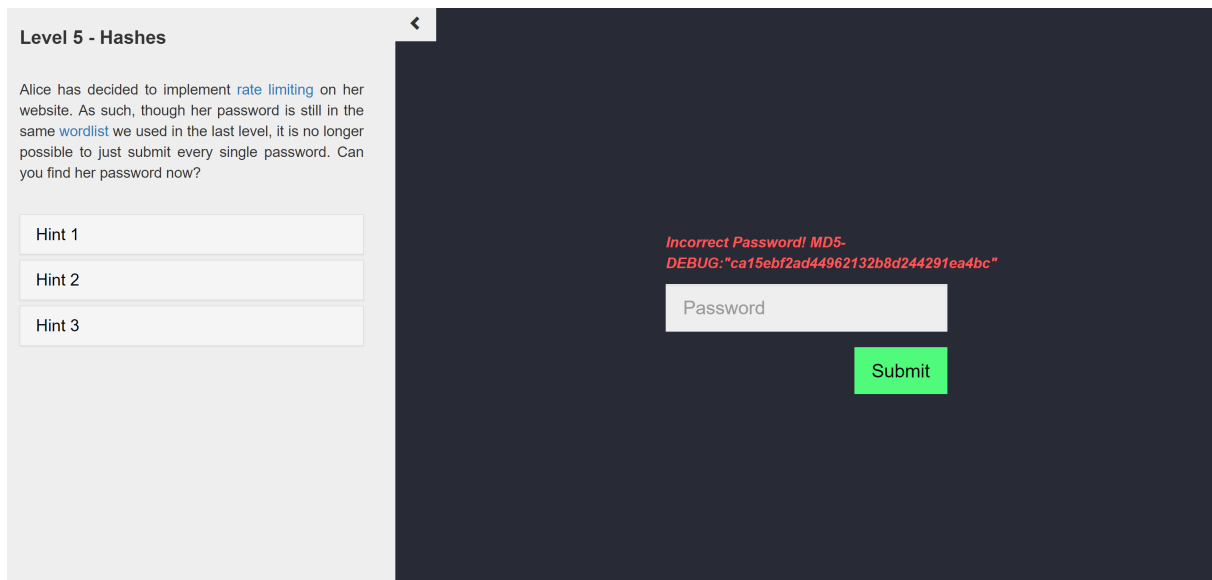 Level 5 - Hashes
Alice has decided to implement rate limiting on her
website. As such, though her password is still in the
same wordlist we used in the last level, it is no longer
possible to just submit every single password. Can
you find her password now?
Hint 1
Hint 2
Hint 3
Incorrect Password! MD5-
DEBUG:"ca15ebf2ad44962132b8d244291ea4bc"
Password
Submit